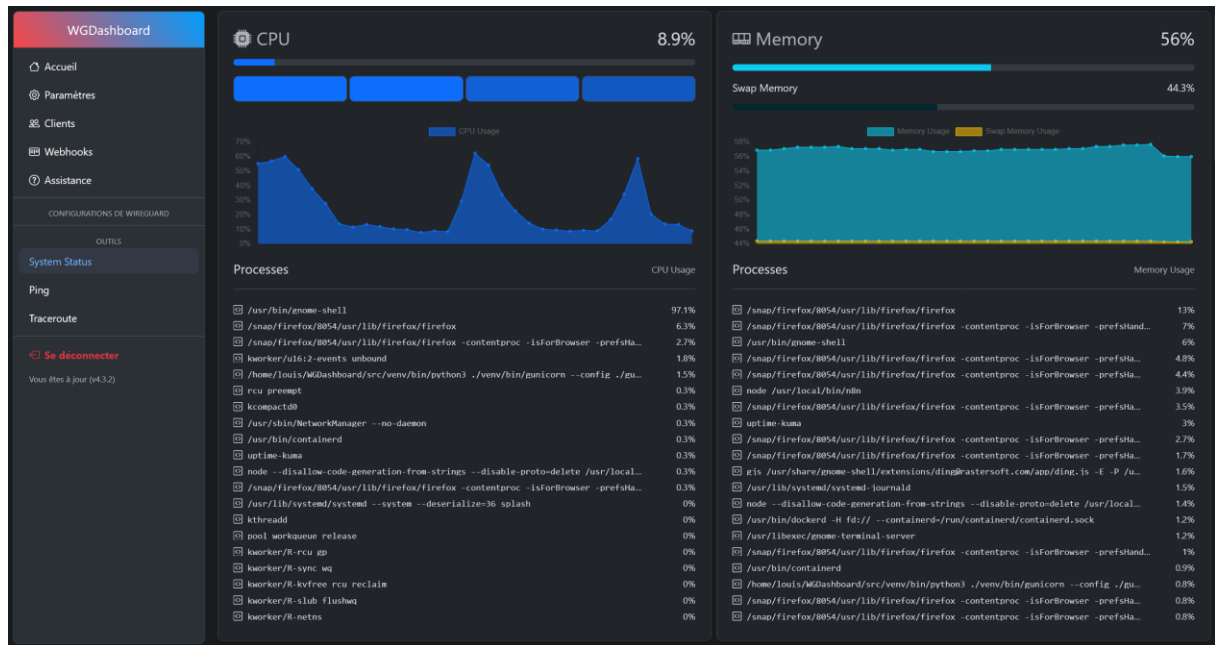 WGDashboard
Accueil
Paramètres
Clients
Webhooks
Assistance
CONFIGURATIONS DE WIREGUARD
OUTILS
System Status
Ping
Traceroute
Se déconnecter
Vous êtes à jour (v4.3.2)
CPU 8.9%
CPU Usage
70%
60%
50%
40%
30%
20%
10%
0%
Processes CPU Usage
/usr/bin/gnome-shell 97.1%
/snap/firefox/8054/usr/lib/firefox/firefox 6.3%
/snap/firefox/8054/usr/lib/firefox/firefox -contentproc -isForBrowser -prefsHa... 2.7%
kworker/u16:2-events unbound 1.8%
/home/louis/WGDashboard/src/venv/bin/python3 ./venv/bin/gunicorn --config ./gu... 1.5%
rcu preempt 0.3%
kcompactd0 0.3%
/usr/sbin/NetworkManager --no-daemon 0.3%
/usr/bin/containerd 0.3%
uptime-kuma 0.3%
node --disallow-code-generation-from-strings --disable-proto=delete /usr/local... 0.3%
/snap/firefox/8054/usr/lib/firefox/firefox -contentproc -isForBrowser -prefsHa... 0.3%
/usr/lib/systemd/systemd --system --deserialize=36 splash 0%
kthreadd 0%
pool workqueue release 0%
kworker/R-rcu gp 0%
kworker/R-sync wq 0%
kworker/R-kvfree rcu reclaim 0%
kworker/R-slub flushwq 0%
kworker/R-netns 0%
Memory 56%
Swap Memory 44.3%
Memory Usage Swap Memory Usage
58%
56%
54%
52%
50%
48%
46%
44%
Processes Memory Usage
/snap/firefox/8054/usr/lib/firefox/firefox 13%
/snap/firefox/8054/usr/lib/firefox/firefox -contentproc -isForBrowser -prefsHand... 7%
/usr/bin/gnome-shell 6%
/snap/firefox/8054/usr/lib/firefox/firefox -contentproc -isForBrowser -prefsHa... 4.8%
/snap/firefox/8054/usr/lib/firefox/firefox -contentproc -isForBrowser -prefsHa... 4.4%
node /usr/local/bin/n8n 3.9%
/snap/firefox/8054/usr/lib/firefox/firefox -contentproc -isForBrowser -prefsHa... 3.5%
uptime-kuma 3%
/snap/firefox/8054/usr/lib/firefox/firefox -contentproc -isForBrowser -prefsHa... 2.7%
/snap/firefox/8054/usr/lib/firefox/firefox -contentproc -isForBrowser -prefsHa... 1.7%
gjs /usr/share/gnome-shell/extensions/ding@rastersoft.com/app/ding.js -E -P /u... 1.6%
/usr/lib/systemd/systemd-journald 1.5%
node --disallow-code-generation-from-strings --disable-proto=delete /usr/local... 1.4%
/usr/bin/dockerd -H fd:// --containerd=/run/containerd/containerd.sock 1.2%
/usr/libexec/gnome-terminal-server 1.2%
/snap/firefox/8054/usr/lib/firefox/firefox -contentproc -isForBrowser -prefsHand... 1%
/usr/bin/containerd 0.9%
/home/louis/WGDashboard/src/venv/bin/python3 ./venv/bin/gunicorn --config ./gu... 0.8%
/snap/firefox/8054/usr/lib/firefox/firefox -contentproc -isForBrowser -prefsHa... 0.8%
/snap/firefox/8054/usr/lib/firefox/firefox -contentproc -isForBrowser -prefsHa... 0.8%